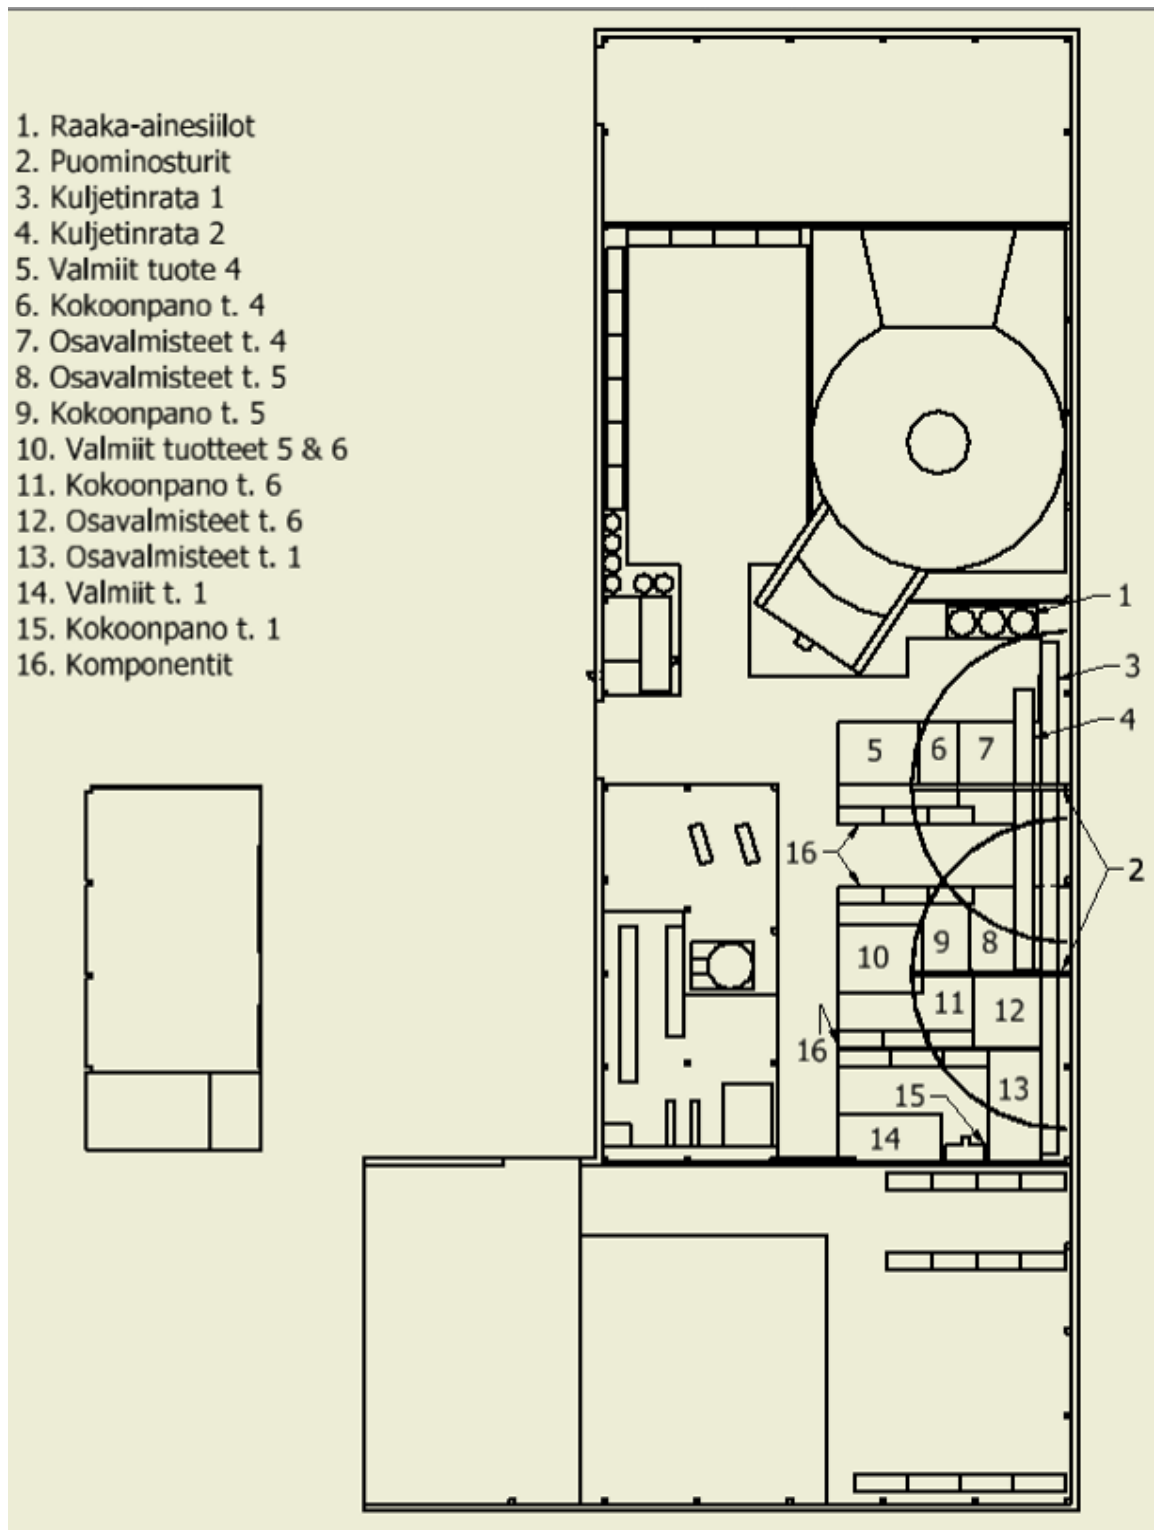 1. Raaka-ainesiilot
2. Puominosturit
3. Kuljetinrata 1
4. Kuljetinrata 2
5. Valmiit tuote 4
6. Kokoonpano t. 4
7. Osavalmisteet t. 4
8. Osavalmisteet t. 5
9. Kokoonpano t. 5
10. Valmiit tuotteet 5 & 6
11. Kokoonpano t. 6
12. Osavalmisteet t. 6
13. Osavalmisteet t. 1
14. Valmiit t. 1
15. Kokoonpano t. 1
16. Komponentit
1
3
4
5 6 7
16
2
9 8
10
11 12
16
15 13
14